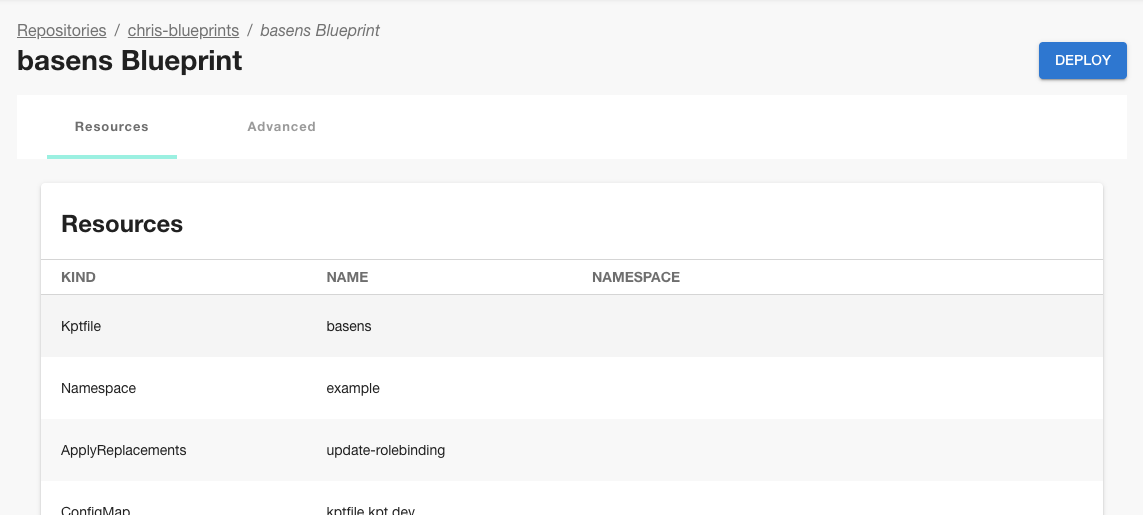 Repositories / chris-blueprints / basens Blueprint
basens Blueprint
DEPLOY
Resources Advanced
Resources
KIND NAME NAMESPACE
Kptfile basens
Namespace example
ApplyReplacements update-rolebinding
ConfigMap kptfile.kpt.dev